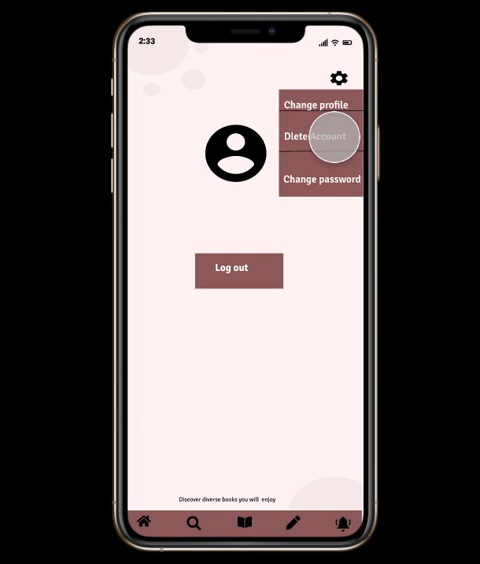 2:33
Change profile
Dlete Account
Change password
Log out
Discover diverse books you will enjoy